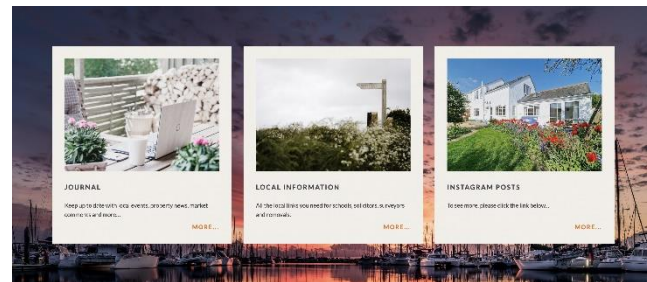 JOURNAL
Keep up to date with local events, property news, market
comments and more...
MORE...
LOCAL INFORMATION
All the local links you need for schools, solicitors, surveyors
and removals.
MORE...
INSTAGRAM POSTS
To see more, please click the link below...
MORE...